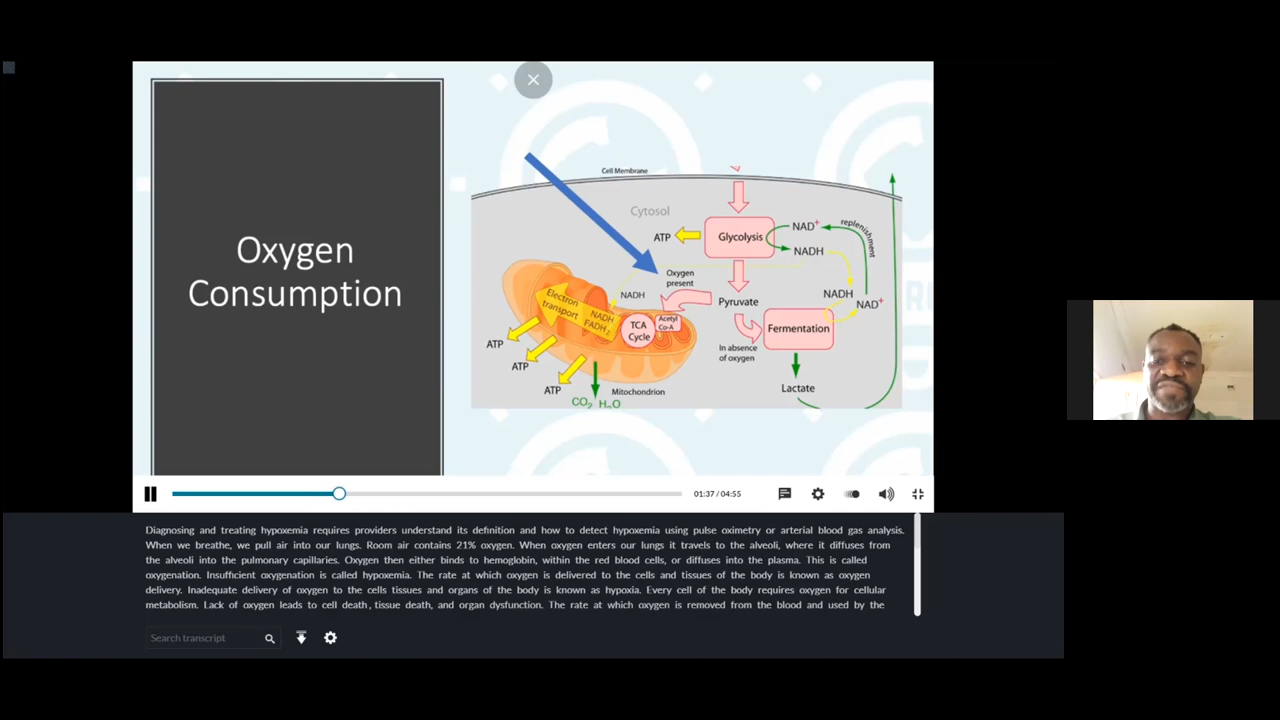 Oxygen
Consumption
Cell Membrane
Cytosol
ATP
Glycolysis
NAD+
NADH
replenishment
Oxygen
present
NADH
Pyruvate
NADH
NAD+
Electron
transport
NADH
FADH2
TCA
Cycle
Acetyl
Co-A
Fermentation
In absence
of oxygen
ATP
ATP
ATP
Mitochondrion
Lactate
CO2 H2O
01:37 / 04:55
Diagnosing and treating hypoxemia requires providers understand its definition and how to detect hypoxemia using pulse oximetry or arterial blood gas analysis.
When we breathe, we pull air into our lungs. Room air contains 21% oxygen. When oxygen enters our lungs it travels to the alveoli, where it diffuses from
the alveoli into the pulmonary capillaries. Oxygen then either binds to hemoglobin, within the red blood cells, or diffuses into the plasma. This is called
oxygenation. Insufficient oxygenation is called hypoxemia. The rate at which oxygen is delivered to the cells and tissues of the body is known as oxygen
delivery. Inadequate delivery of oxygen to the cells tissues and organs of the body is known as hypoxia. Every cell of the body requires oxygen for cellular
metabolism. Lack of oxygen leads to cell death, tissue death, and organ dysfunction. The rate at which oxygen is removed from the blood and used by the
Search transcript